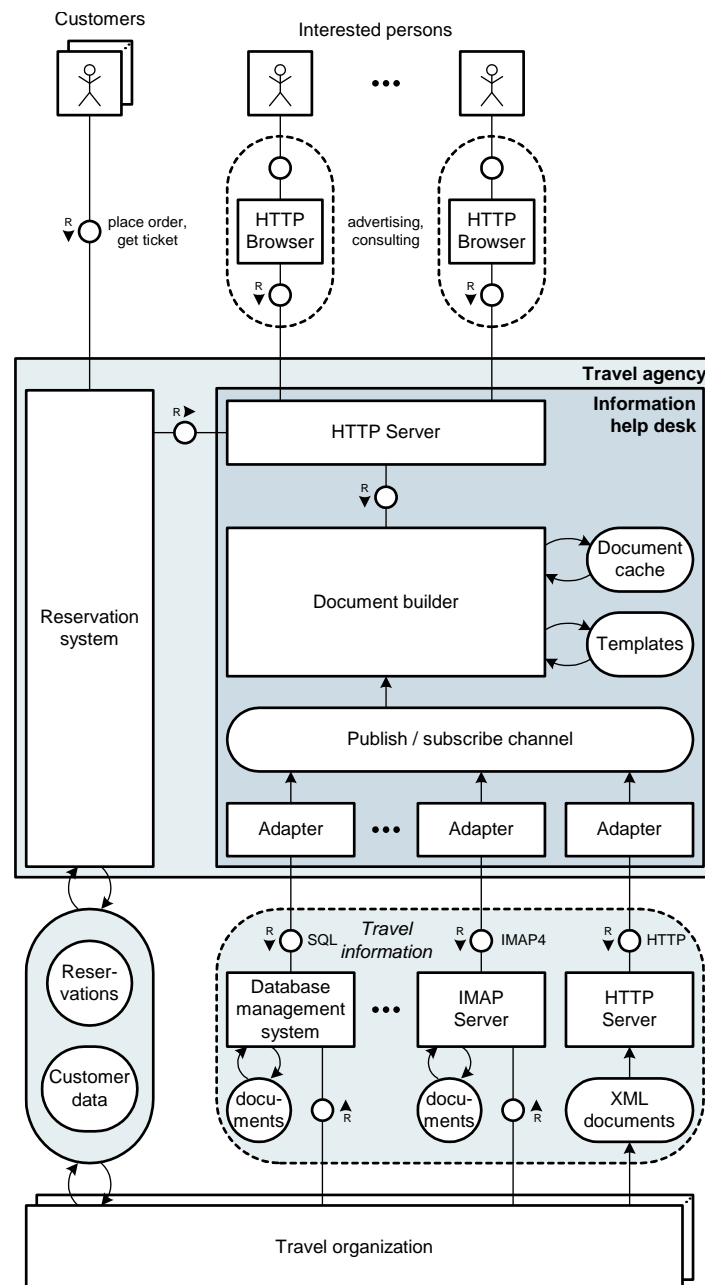 Customers
Interested persons
•••
R
place order,
get ticket
HTTP
Browser
advertising,
consulting
HTTP
Browser
R
R
Travel agency
Information
help desk
R
HTTP Server
R
Document
cache
Document builder
Reservation
system
Templates
Publish / subscribe channel
Adapter
•••
Adapter
Adapter
R
SQL
Travel
information
R
IMAP4
R
HTTP
Reser-
vations
Database
management
system
•••
IMAP
Server
HTTP
Server
Customer
data
docu-
ments
R
docu-
ments
R
XML
documents
Travel organization